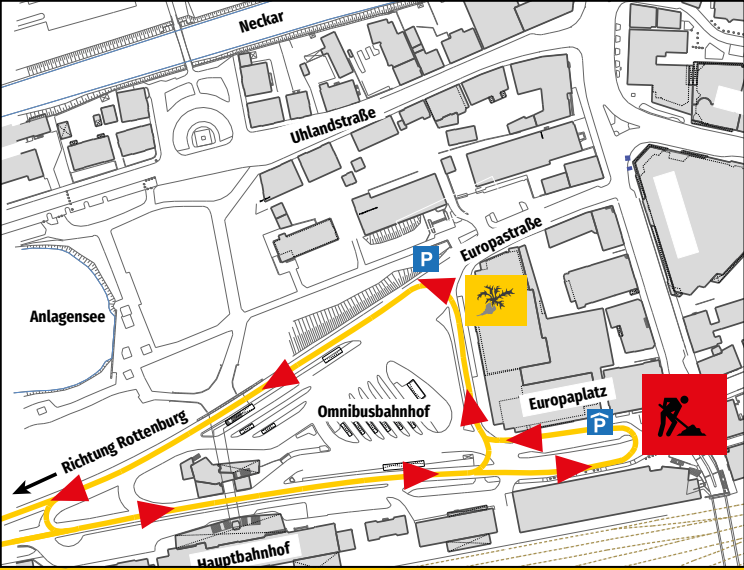 Neckar
Uhlandstraße
Europastraße
P
Anlagensee
Omnibusbahnhof
Europaplatz
P
Richtung Rottenburg
Hauptbahnhof